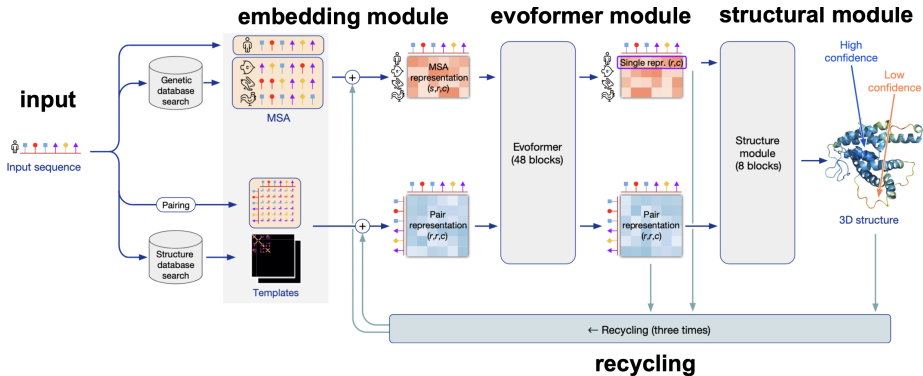 embedding module
evoformer module
structural module
input
Input sequence
Genetic
database
search
MSA
Pairing
Structure
database
search
Templates
+
+
MSA
representation
(s,r,c)
Pair
representation
(r,r,c)
Evoformer
(48 blocks)
Single repr. (r,c)
Pair
representation
(r,r,c)
Structure
module
(8 blocks)
High
confidence
Low
confidence
3D structure
← Recycling (three times)
recycling